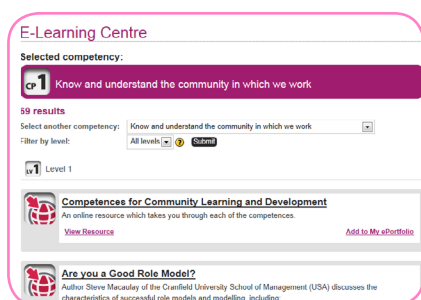 E-Learning Centre
Selected competency:
CP1 Know and understand the community in which we work
59 results
Select another competency: Know and understand the community in which we work
Filter by level: All levels ? Submit
LV1 Level 1
Competences for Community Learning and Development
An online resource which takes you through each of the competences.
View Resource Add to My ePortfolio
Are you a Good Role Model?
Author Steve Macaulay of the Cranfield University School of Management (USA) discusses the
characteristics of successful role models and modelling, including: